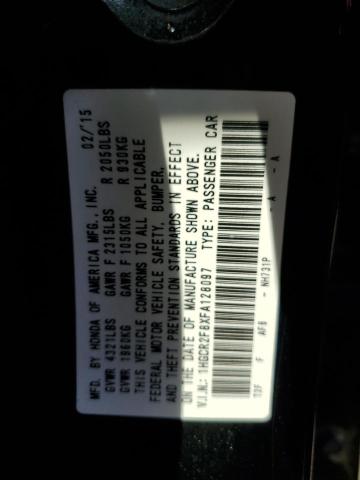 MFD. BY HONDA OF AMERICA MFG., INC. 02/15
GVWR 4321LBS GAWR F 2315LBS R 2050LBS
GVWR 1960KG GAWR F 1050KG R 930KG
THIS VEHICLE CONFORMS TO ALL APPLICABLE
FEDERAL MOTOR VEHICLE SAFETY, BUMPER,
AND THEFT PREVENTION STANDARDS IN EFFECT
ON THE DATE OF MANUFACTURE SHOWN ABOVE.
V.I.N.: 1HGCR2F8XFA128097 TYPE: PASSENGER CAR
T2F F AF8 - NH731P - A - A